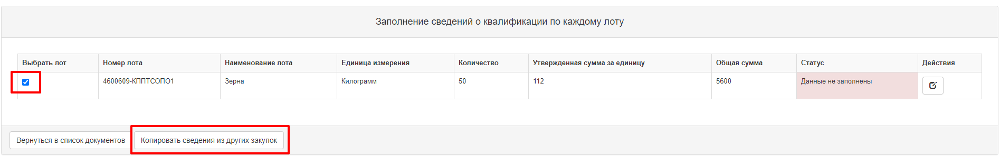 Заполнение сведений о квалификации по каждому лоту
Выбрать лот Номер лота Наименование лота Единица измерения Количество Утвержденная сумма за единицу Общая сумма Статус Действия
4600609-КППТСОПО1 Зерна Килограмм 50 112 5600 Данные не заполнены
Вернуться в список документов Копировать сведения из других закупок